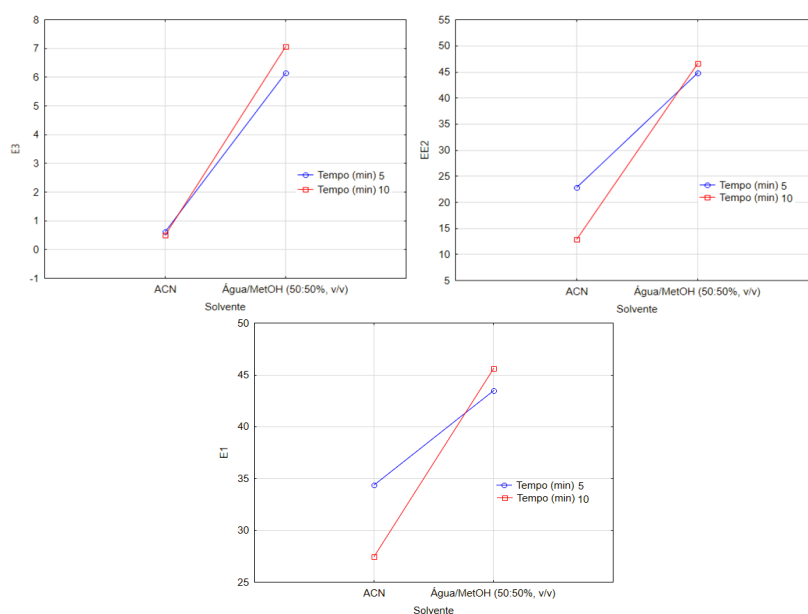 8
7
6
5
4
3
2
1
0
-1
E3
Tempo (min) 5
Tempo (min) 10
ACN
Água/MetOH (50:50%, v/v)
Solvente
55
50
45
40
35
30
25
20
15
10
5
EE2
Tempo (min) 5
Tempo (min) 10
ACN
Água/MetOH (50:50%, v/v)
Solvente
50
45
40
35
30
25
E1
Tempo (min) 5
Tempo (min) 10
ACN
Água/MetOH (50:50%, v/v)
Solvente